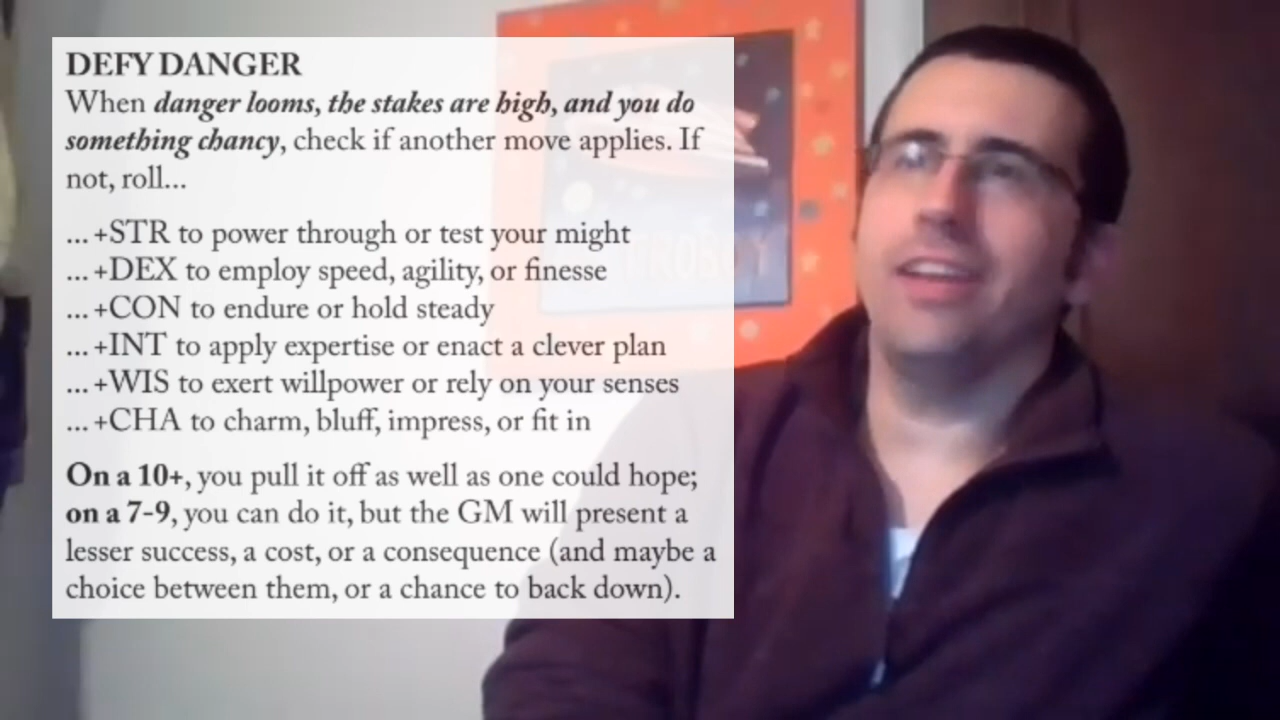 DEFY DANGER
When danger looms, the stakes are high, and you do
something chancy, check if another move applies. If
not, roll...
... +STR to power through or test your might
... +DEX to employ speed, agility, or finesse
... +CON to endure or hold steady
... +INT to apply expertise or enact a clever plan
... +WIS to exert willpower or rely on your senses
... +CHA to charm, bluff, impress, or fit in
On a 10+, you pull it off as well as one could hope;
on a 7-9, you can do it, but the GM will present a
lesser success, a cost, or a consequence (and maybe a
choice between them, or a chance to back down).